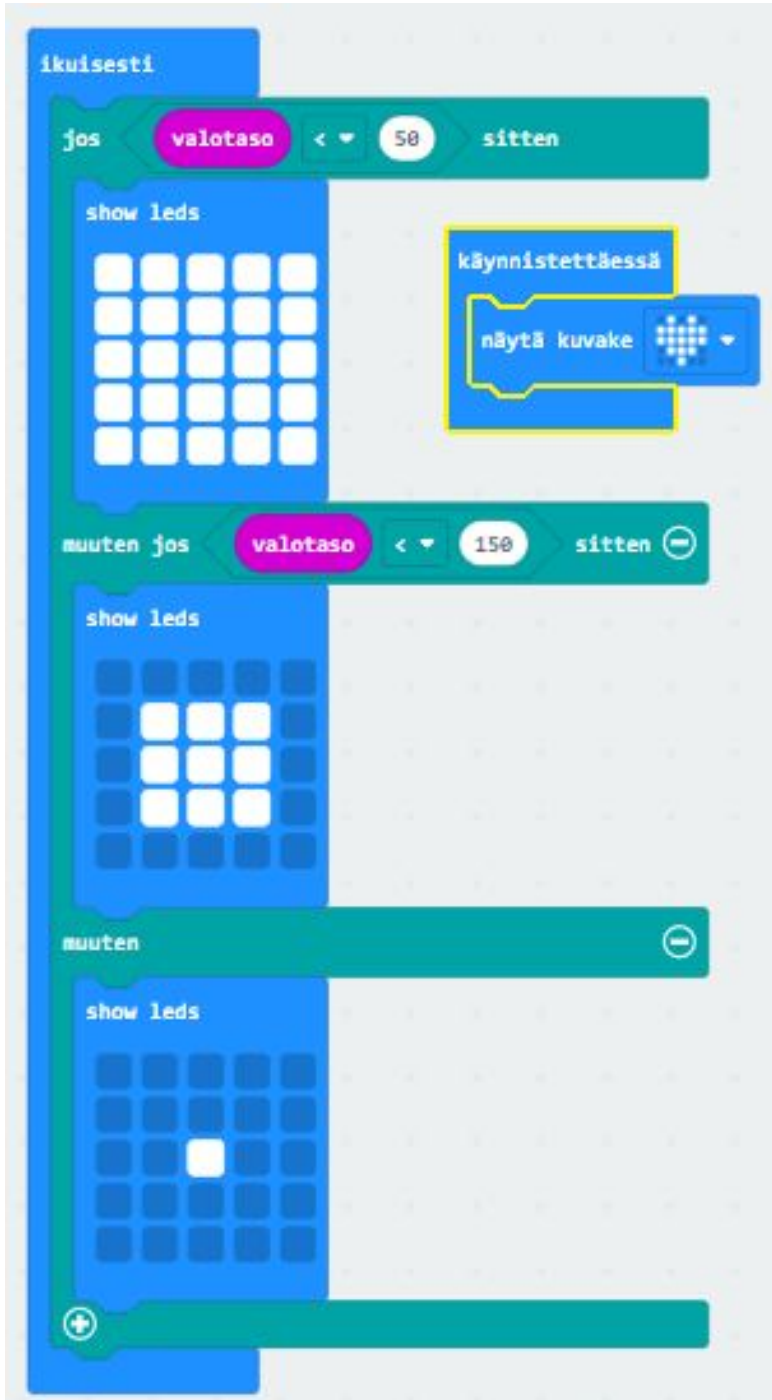 ikuisesti
jos valotaso < 50 sitten
show leds
käynnistettäessä
näytä kuvake
muuten jos valotaso < 150 sitten
show leds
muuten
show leds